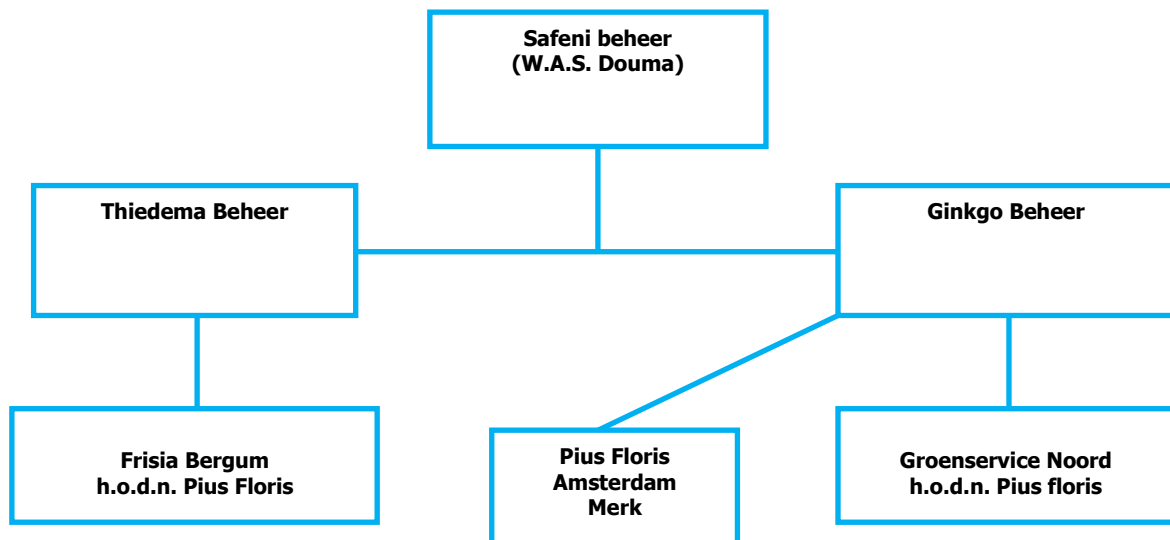 Safeni beheer
(W.A.S. Douma)
Thiedema Beheer
Ginkgo Beheer
Frisia Bergum
h.o.d.n. Pius Floris
Pius Floris
Amsterdam
Merk
Groenservice Noord
h.o.d.n. Pius floris